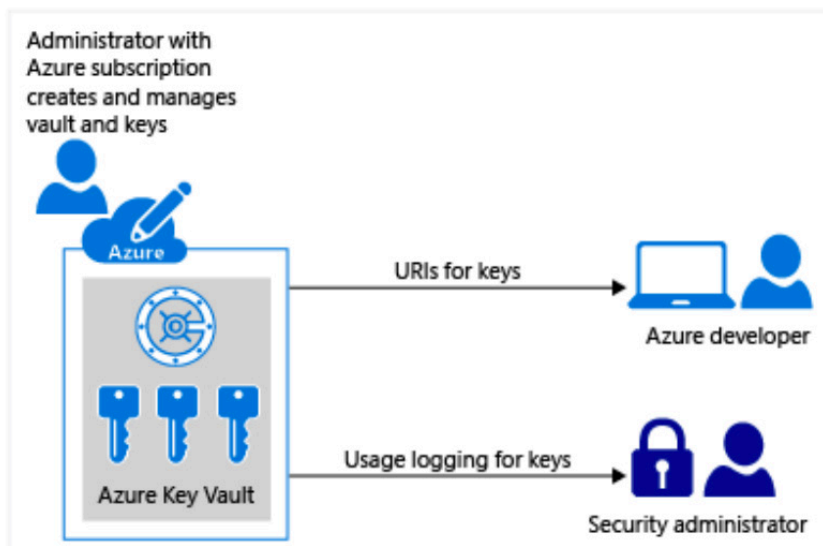 Administrator with
Azure subscription
creates and manages
vault and keys
Azure
URIs for keys
Azure developer
Usage logging for keys
Azure Key Vault
Security administrator